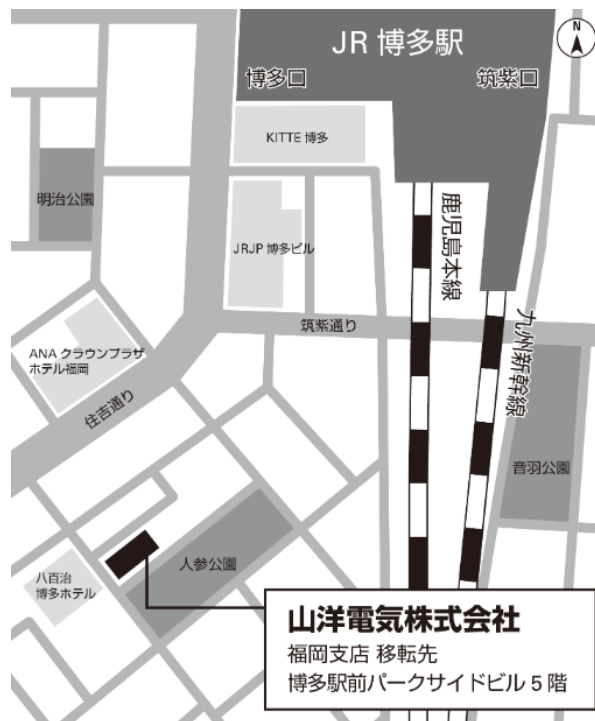 JR 博多駅
N
博多口
筑紫口
KITTE 博多
明治公園
鹿児島本線
JRJP 博多ビル
筑紫通り
九州新幹線
ANA クラウンプラザ
ホテル福岡
住吉通り
音羽公園
人参公園
八百治
博多ホテル
山洋電気株式会社
福岡支店 移転先
博多駅前パークサイドビル 5 階